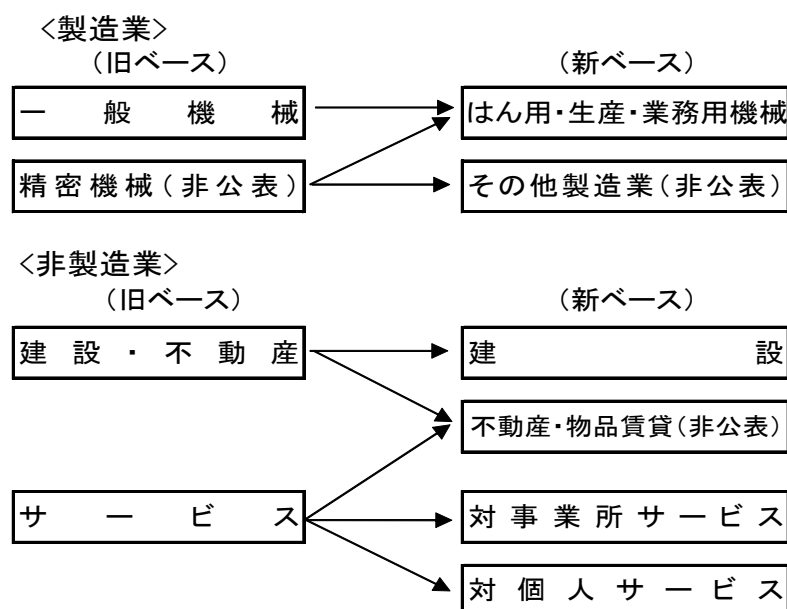 <製造業>
(旧ベース) (新ベース)
一般機械 はん用・生産・業務用機械
精密機械(非公表) その他製造業(非公表)
<非製造業>
(旧ベース) (新ベース)
建設・不動産 建設
不動産・物品賃貸(非公表)
サービス 対事業所サービス
対個人サービス